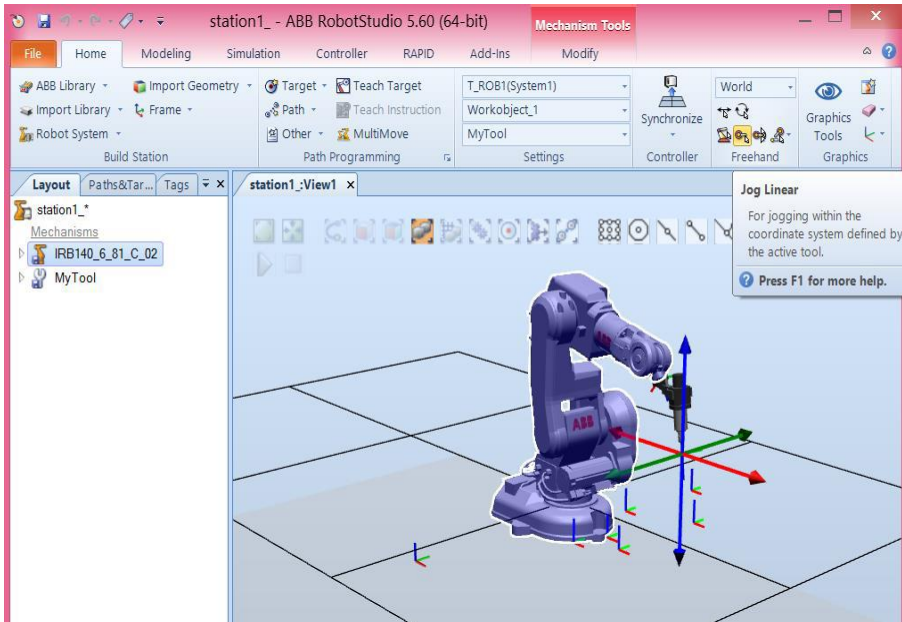 station1_ - ABB RobotStudio 5.60 (64-bit)
Mechanism Tools
File Home Modeling Simulation Controller RAPID Add-Ins Modify
ABB Library Import Geometry Target Teach Target T_ROB1(System1) World
Import Library Frame Path Teach Instruction Workobject_1 Synchronize Graphics
Robot System Other MultiMove MyTool Tools
Build Station Path Programming Settings Controller Freehand Graphics
Layout Paths&Tar... Tags station1_:View1
station1_*
Mechanisms
IRB140_6_81_C_02
MyTool
Jog Linear
For jogging within the
coordinate system defined by
the active tool.
Press F1 for more help.
ABB
ABB